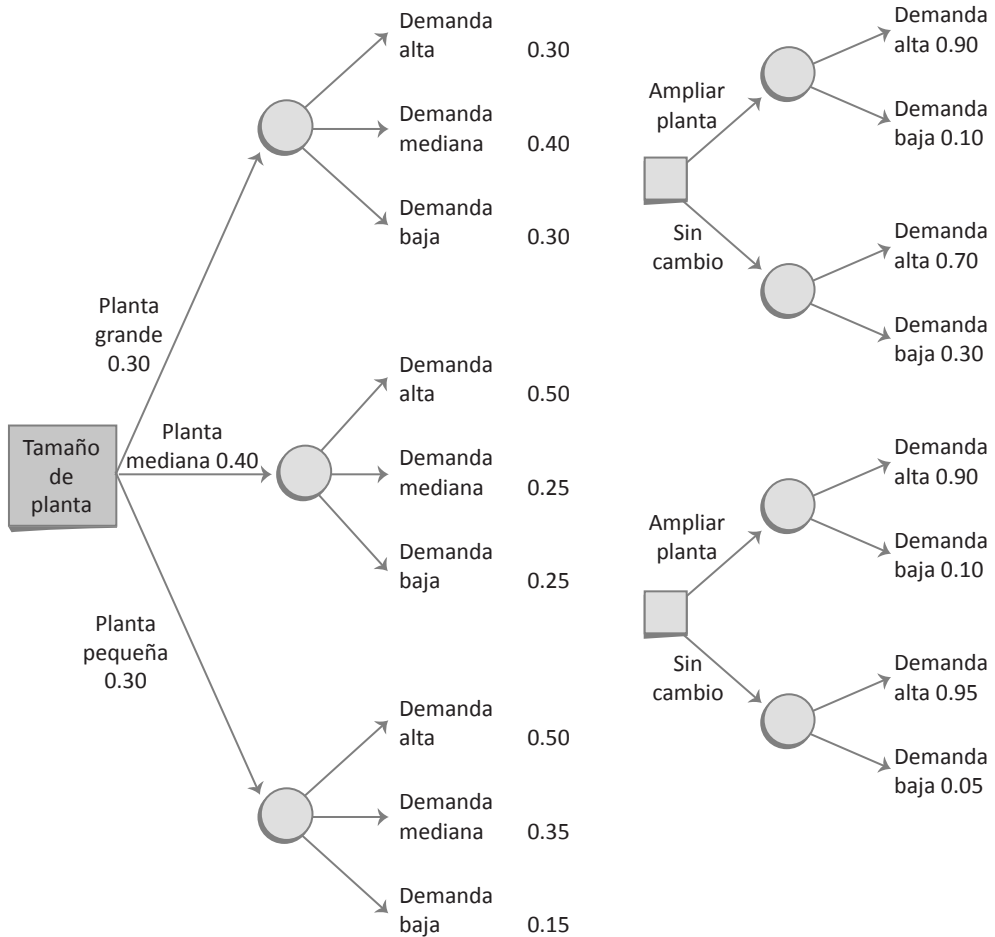 Tamaño
de
planta
Planta
grande
0.30
Demanda
alta 0.30
Demanda
mediana 0.40
Demanda
baja 0.30
Planta
mediana 0.40
Demanda
alta 0.50
Demanda
mediana 0.25
Demanda
baja 0.25
Planta
pequeña
0.30
Demanda
alta 0.50
Demanda
mediana 0.35
Demanda
baja 0.15
Ampliar
planta
Demanda
alta 0.90
Demanda
baja 0.10
Sin
cambio
Demanda
alta 0.70
Demanda
baja 0.30
Ampliar
planta
Demanda
alta 0.90
Demanda
baja 0.10
Sin
cambio
Demanda
alta 0.95
Demanda
baja 0.05